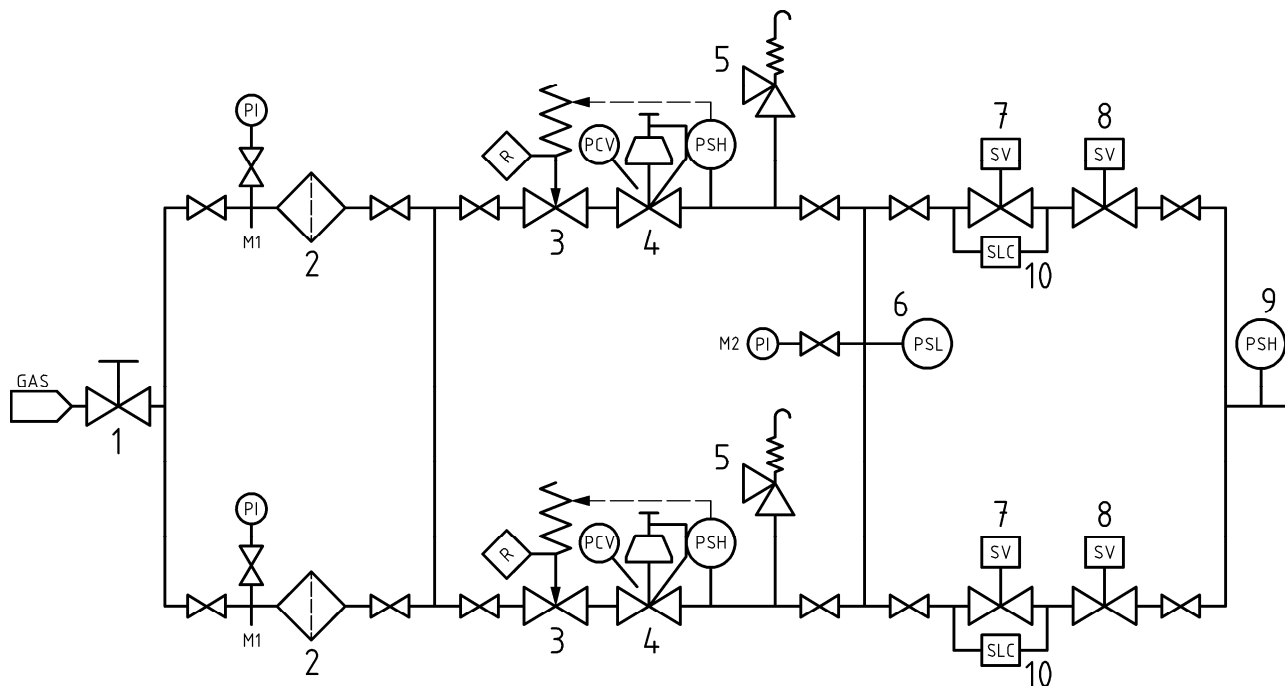 5 7 8
PI
R PCV PSH SV SV
M1
2 3 4 SLC 10
6 9
M2 PI PSL PSH
GAS
1
5
7 8
PI
R PCV PSH SV SV
M1
2 3 4 SLC 10